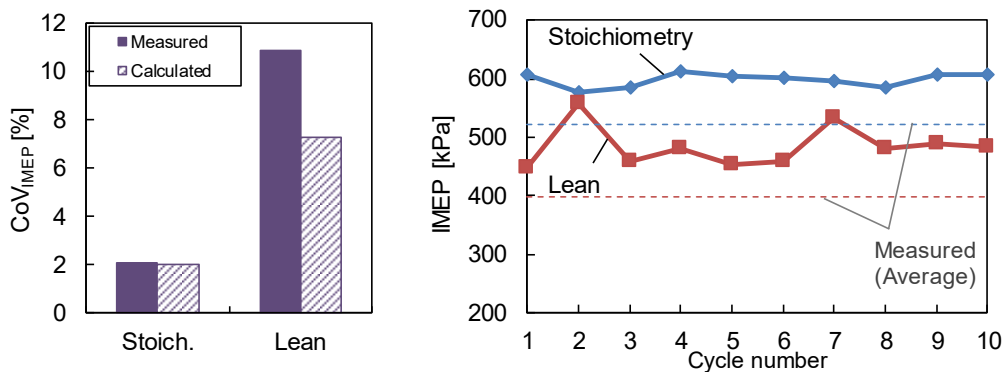 12
10
8
6
4
2
0
CoV_IMEP [%]
Measured
Calculated
Stoich.
Lean
700
600
500
400
300
200
IMEP [kPa]
Stoichiometry
Lean
Measured
(Average)
1 2 3 4 5 6 7 8 9 10
Cycle number